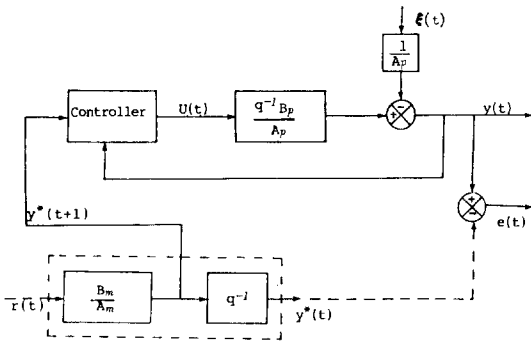 ξ(t)
1
Ap
Controller
U(t)
q⁻¹ Bp
Ap
+
-
y(t)
y*(t+1)
+
-
e(t)
r(t)
Bm
Am
q⁻¹
y*(t)